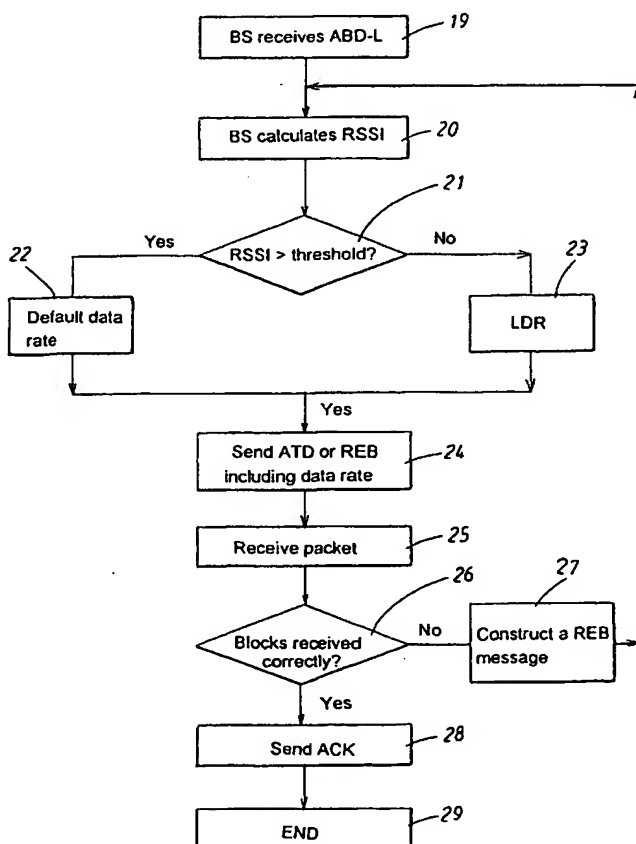 BS receives ABD-L
19
BS calculates RSSI
20
21
RSSI > threshold?
Yes
No
22
Default data
rate
23
LDR
Yes
Send ATD or REB
including data rate
24
Receive packet
25
26
Blocks received
correctly?
No
27
Construct a REB
message
Yes
Send ACK
28
END
29